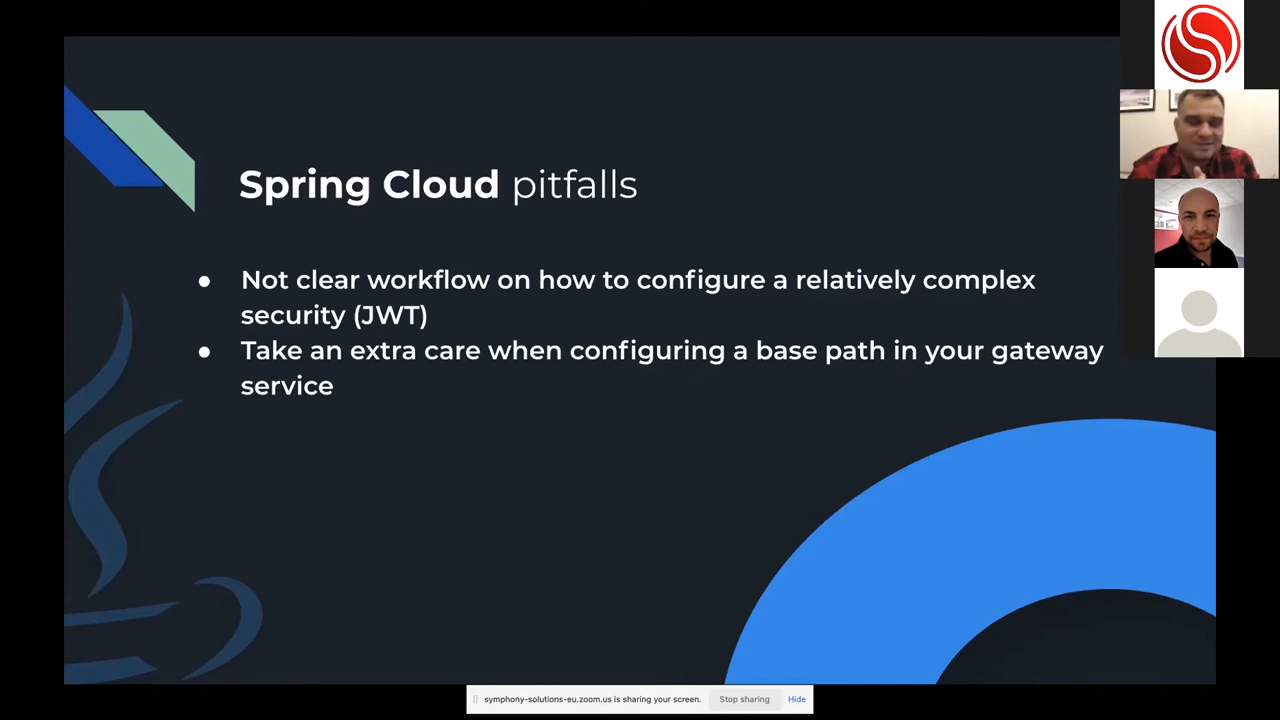 Spring Cloud pitfalls
● Not clear workflow on how to configure a relatively complex
security (JWT)
● Take an extra care when configuring a base path in your gateway
service
symphony-solutions-eu.zoom.us is sharing your screen. Stop sharing Hide